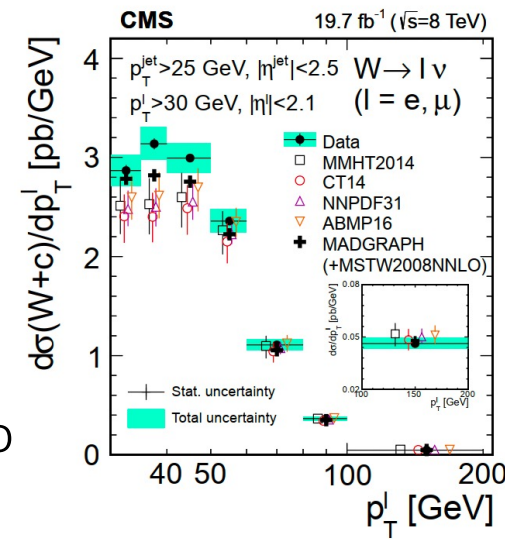 CMS 19.7 fb⁻¹ (√s=8 TeV)
p_T^jet>25 GeV, |η^jet|<2.5 W→ l ν
p_T^l>30 GeV, |η^l|<2.1 (l = e, μ)
Data
MMHT2014
CT14
NNPDF31
ABMP16
MADGRAPH
(+MSTW2008NNLO)
dσ(W+c)/dp_T^l [pb/GeV]
4
3
2
1
0
dσ/dp_T^l [pb/GeV]
0.08
0.05
0.02
100 150 200
p_T^l [GeV]
Stat. uncertainty
Total uncertainty
40 50 100 200
p_T^l [GeV]